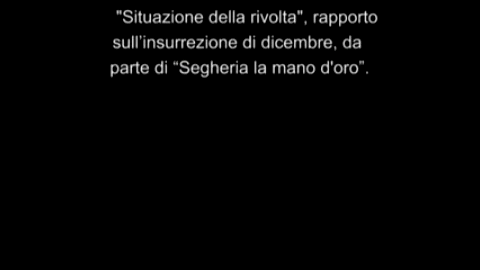 "Situazione della rivolta", rapporto
sull’insurrezione di dicembre, da
parte di “Segheria la mano d'oro”.